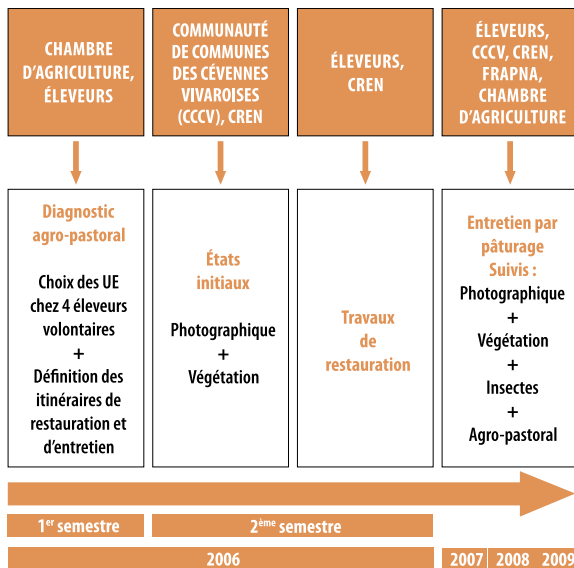 CHAMBRE
D'AGRICULTURE,
ÉLEVEURS
COMMUNAUTÉ
DE COMMUNES
DES CÉVENNES
VIVAROISES
(CCCV), CREN
ÉLEVEURS,
CREN
ÉLEVEURS,
CCCV, CREN,
FRAPNA,
CHAMBRE
D'AGRICULTURE
Diagnostic
agro-pastoral
Choix des UE
chez 4 éleveurs
volontaires
+
Définition des
itinéraires de
restauration et
d'entretien
États
initiaux
Photographique
+
Végétation
Travaux
de
restauration
Entretien par
pâturage
Suivis :
Photographique
+
Végétation
+
Insectes
+
Agro-pastoral
1er semestre
2ème semestre
2006
2007
2008
2009